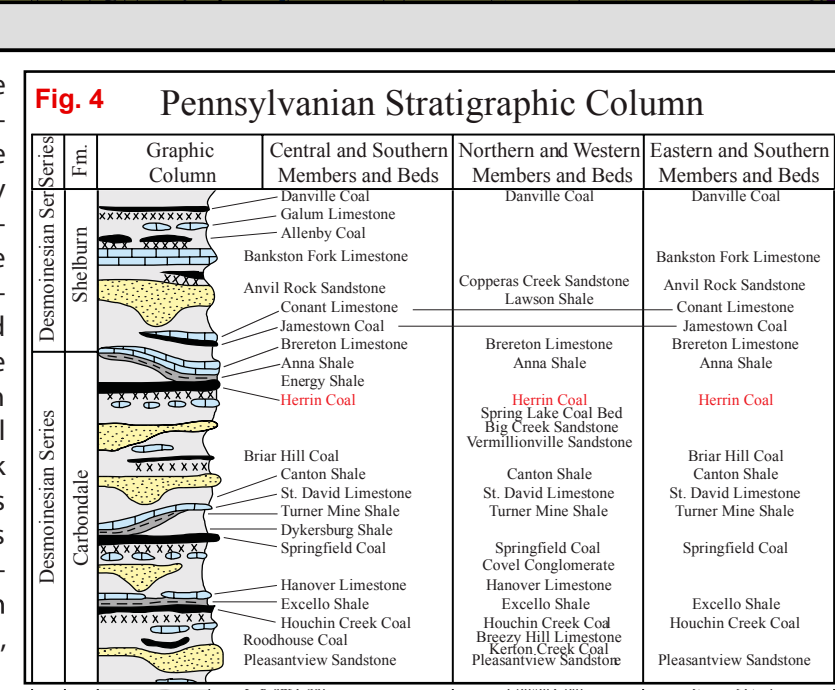 Fig. 4
Pennsylvanian Stratigraphic Column
Series
Fm.
Graphic
Column
Central and Southern
Members and Beds
Northern and Western
Members and Beds
Eastern and Southern
Members and Beds
Desmoinesian Ser
Shelburn
Desmoinesian Series
Carbondale
Danville Coal
Galum Limestone
Allenby Coal
Bankston Fork Limestone
Anvil Rock Sandstone
Conant Limestone
Jamestown Coal
Brereton Limestone
Anna Shale
Energy Shale
Herrin Coal
Briar Hill Coal
Canton Shale
St. David Limestone
Turner Mine Shale
Dykersburg Shale
Springfield Coal
Hanover Limestone
Excello Shale
Houchin Creek Coal
Roodhouse Coal
Pleasantview Sandstone
Danville Coal
Copperas Creek Sandstone
Lawson Shale
Brereton Limestone
Anna Shale
Herrin Coal
Spring Lake Coal Bed
Big Creek Sandstone
Vermillionville Sandstone
Canton Shale
St. David Limestone
Turner Mine Shale
Springfield Coal
Covel Conglomerate
Hanover Limestone
Excello Shale
Houchin Creek Coal
Breezy Hill Limestone
Kerton Creek Coal
Pleasantview Sandstone
Danville Coal
Bankston Fork Limestone
Anvil Rock Sandstone
Conant Limestone
Jamestown Coal
Brereton Limestone
Anna Shale
Herrin Coal
Briar Hill Coal
Canton Shale
St. David Limestone
Turner Mine Shale
Springfield Coal
Excello Shale
Houchin Creek Coal
Pleasantview Sandstone